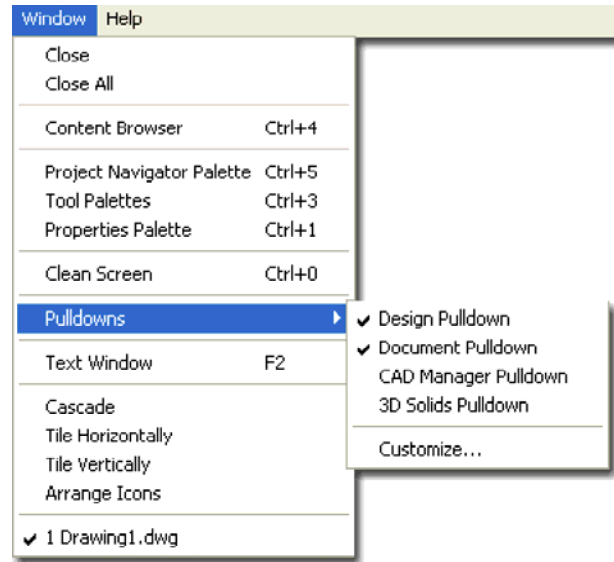 Window Help
Close
Close All
Content Browser Ctrl+4
Project Navigator Palette Ctrl+5
Tool Palettes Ctrl+3
Properties Palette Ctrl+1
Clean Screen Ctrl+0
Pulldowns
Text Window F2
Cascade
Tile Horizontally
Tile Vertically
Arrange Icons
1 Drawing1.dwg
Design Pulldown
Document Pulldown
CAD Manager Pulldown
3D Solids Pulldown
Customize...